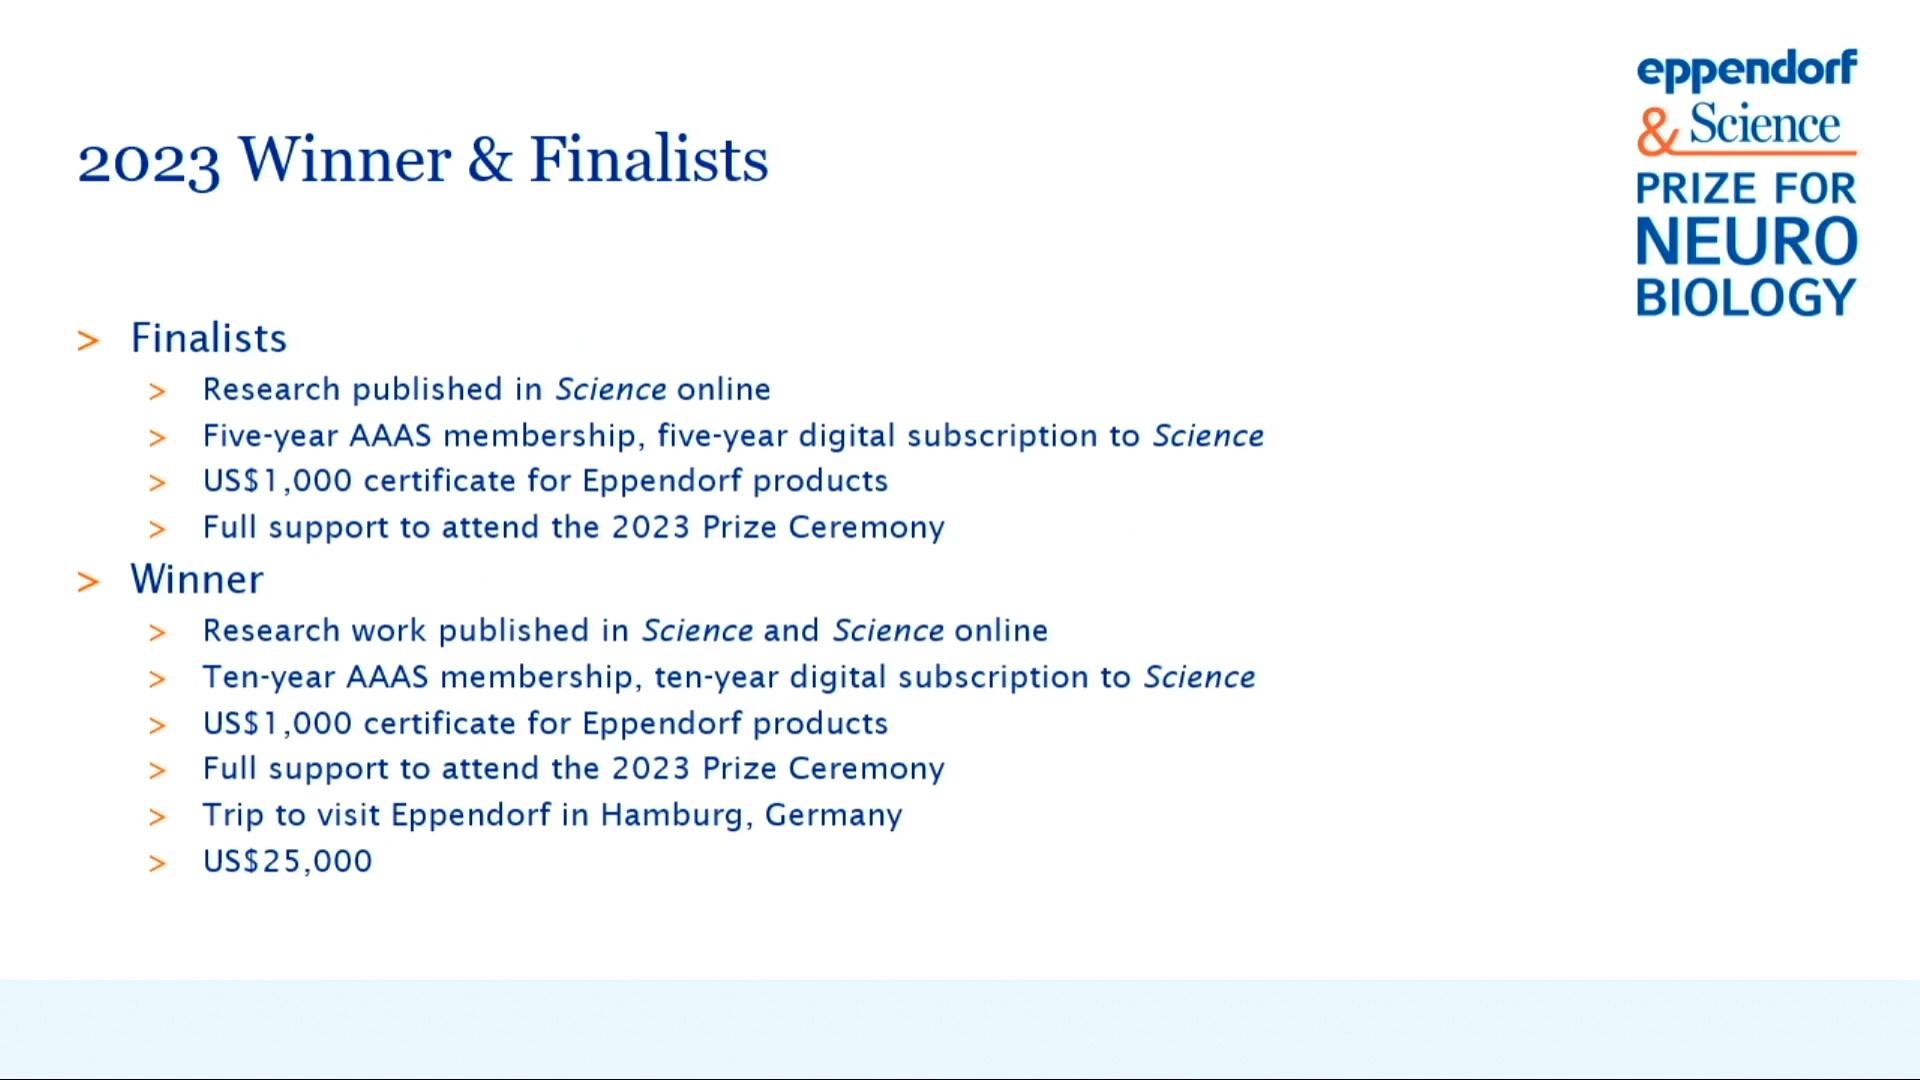 2023 Winner & Finalists
eppendorf
& Science
PRIZE FOR
NEURO
BIOLOGY
> Finalists
> Research published in Science online
> Five-year AAAS membership, five-year digital subscription to Science
> US$1,000 certificate for Eppendorf products
> Full support to attend the 2023 Prize Ceremony
> Winner
> Research work published in Science and Science online
> Ten-year AAAS membership, ten-year digital subscription to Science
> US$1,000 certificate for Eppendorf products
> Full support to attend the 2023 Prize Ceremony
> Trip to visit Eppendorf in Hamburg, Germany
> US$25,000